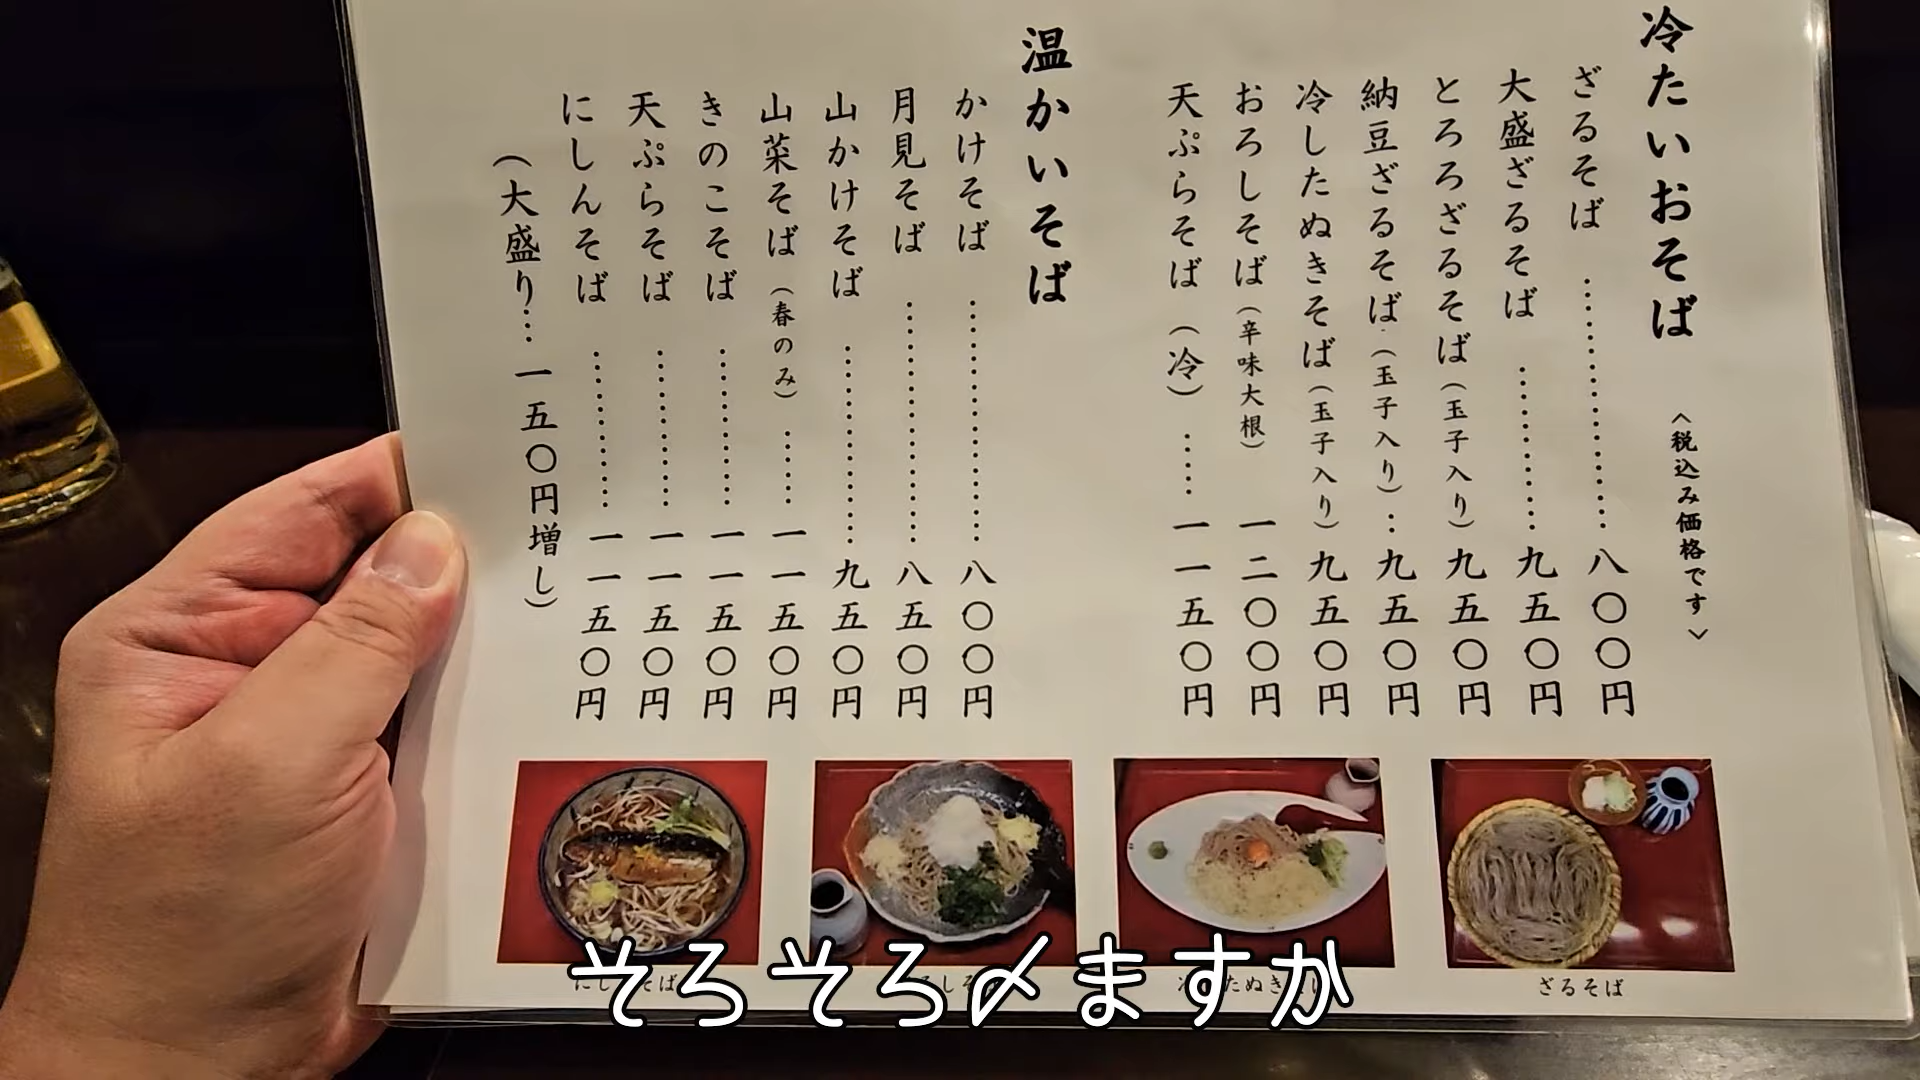 冷たいおそば
〈税込み価格です〉
ざるそば ……………… 八〇〇円
大盛ざるそば ………… 九五〇円
とろろざるそば(玉子入り) 九五〇円
納豆ざるそば(玉子入り)… 九五〇円
冷したぬきそば(玉子入り) 九五〇円
おろしそば(辛味大根) 一二〇〇円
天ぷらそば(冷)…… 一一五〇円
温かいそば
かけそば ……………… 八〇〇円
月見そば ……………… 八五〇円
山かけそば …………… 九五〇円
山菜そば(春のみ)…… 一一五〇円
きのこそば ………… 一一五〇円
天ぷらそば ………… 一一五〇円
にしんそば ………… 一一五〇円
(大盛り… 一五〇円増し)
ざるそば
そろそろ〆ますか